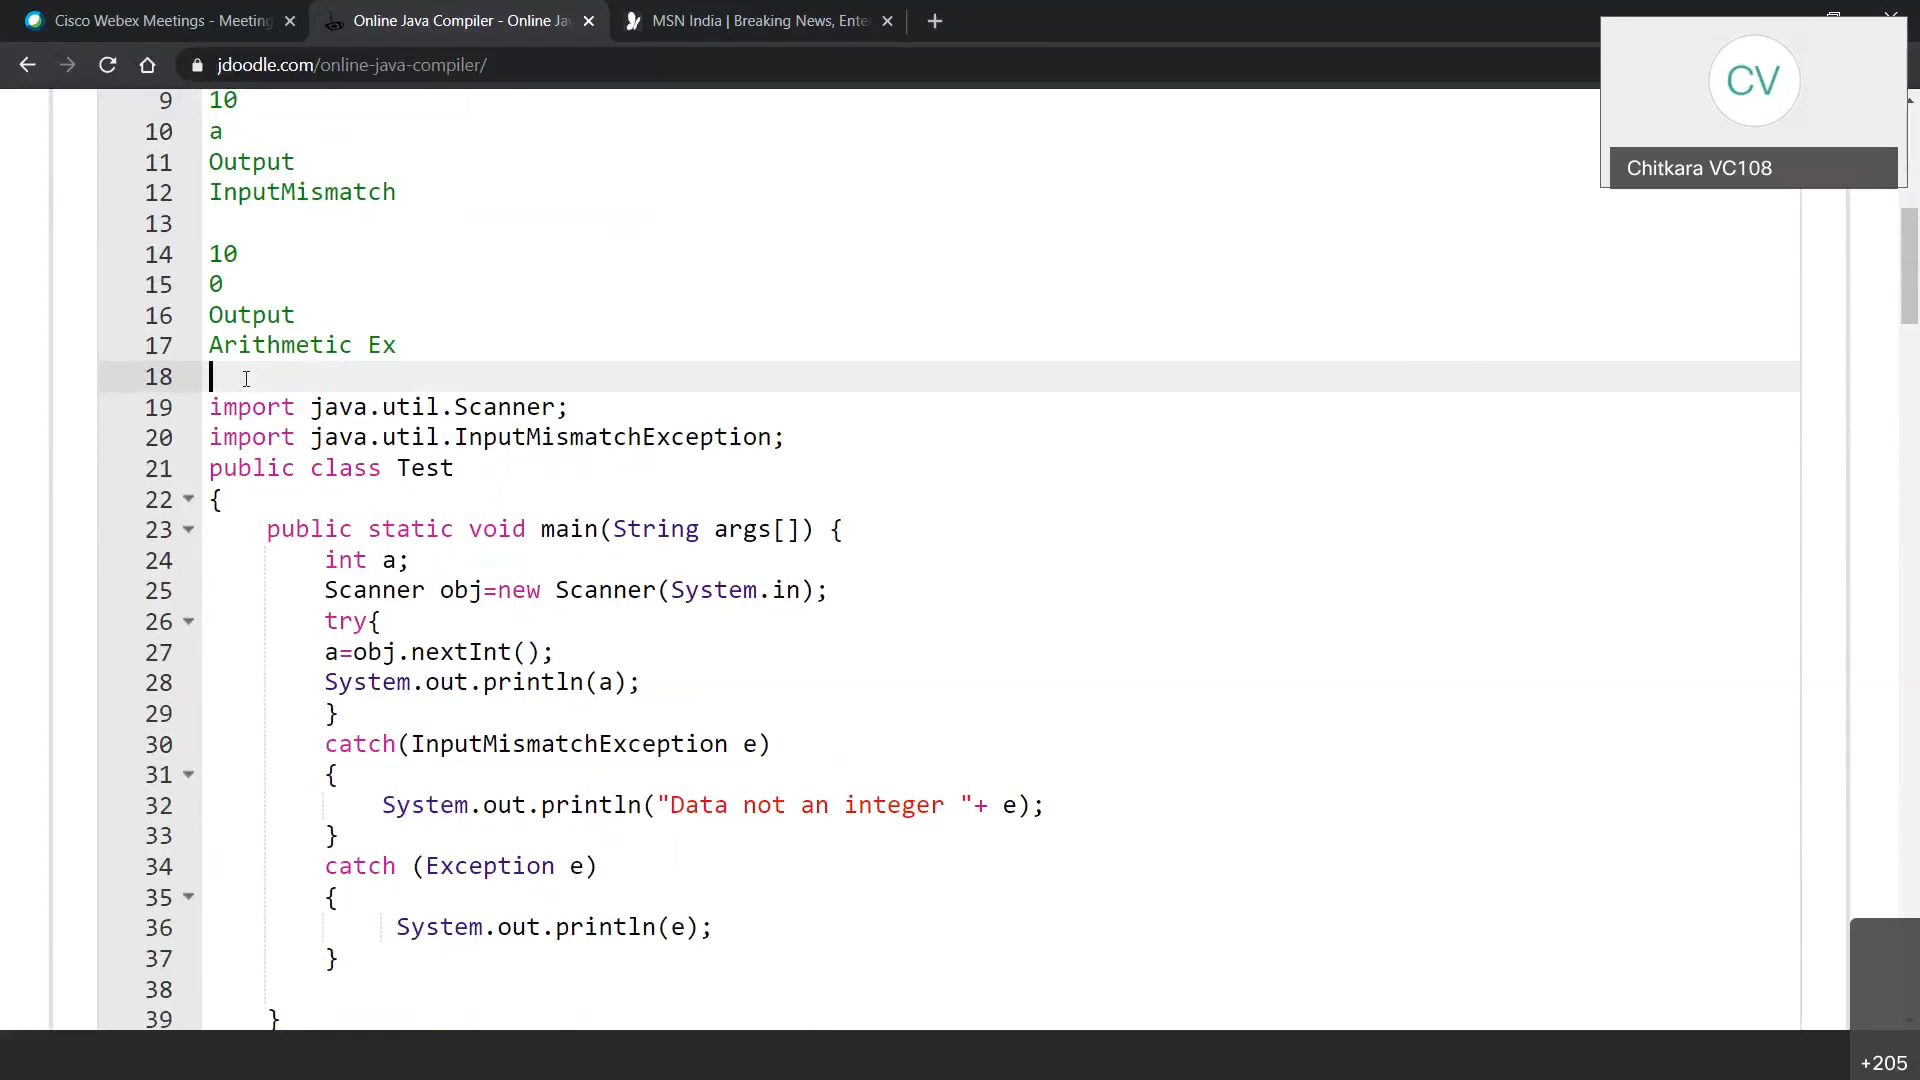 Cisco Webex Meetings - Meeting
Online Java Compiler - Online Ja
MSN India | Breaking News, Ente
jdoodle.com/online-java-compiler/
CV
Chitkara VC108
9 10
10 a
11 Output
12 InputMismatch
13
14 10
15 0
16 Output
17 Arithmetic Ex
18
19 import java.util.Scanner;
20 import java.util.InputMismatchException;
21 public class Test
22 {
23 public static void main(String args[]) {
24 int a;
25 Scanner obj=new Scanner(System.in);
26 try{
27 a=obj.nextInt();
28 System.out.println(a);
29 }
30 catch(InputMismatchException e)
31 {
32 System.out.println("Data not an integer "+ e);
33 }
34 catch (Exception e)
35 {
36 System.out.println(e);
37 }
38
39 }
+205